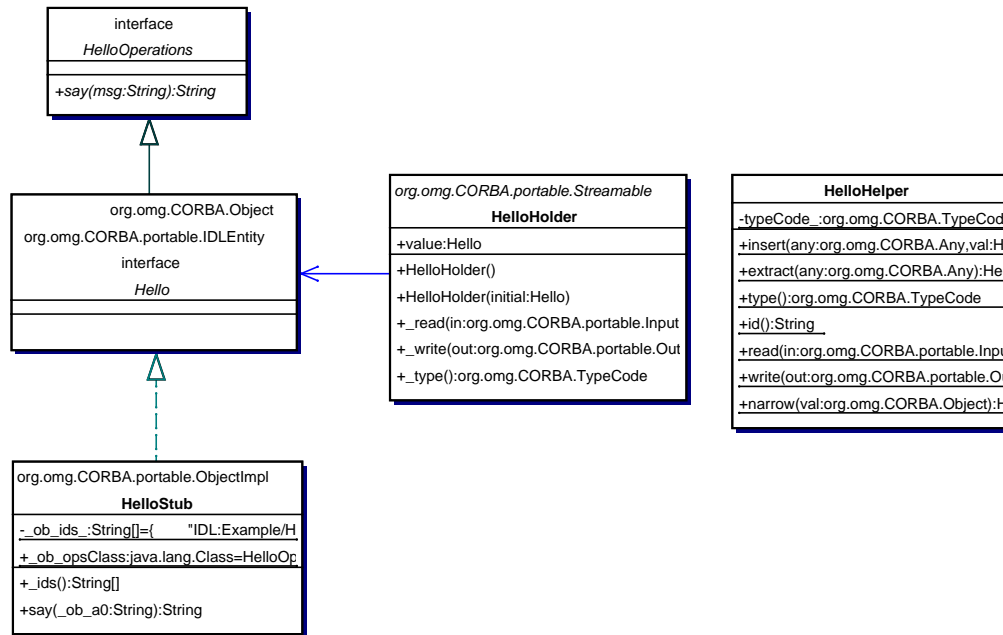 interface
HelloOperations
+say(msg:String):String
org.omg.CORBA.Object
org.omg.CORBA.portable.IDLEntity
interface
Hello
org.omg.CORBA.portable.Streamable
HelloHolder
+value:Hello
+HelloHolder()
+HelloHolder(initial:Hello)
+_read(in:org.omg.CORBA.portable.Input
+_write(out:org.omg.CORBA.portable.Out
+_type():org.omg.CORBA.TypeCode
HelloHelper
-typeCode_:org.omg.CORBA.TypeCod
+insert(any:org.omg.CORBA.Any,val:H
+extract(any:org.omg.CORBA.Any):He
+type():org.omg.CORBA.TypeCode
+id():String
+read(in:org.omg.CORBA.portable.Inpu
+write(out:org.omg.CORBA.portable.Ou
+narrow(val:org.omg.CORBA.Object):H
org.omg.CORBA.portable.ObjectImpl
HelloStub
-_ob_ids_:String[]={ "IDL:Example/H
+_ob_opsClass:java.lang.Class=HelloOp
+_ids():String[]
+say(_ob_a0:String):String